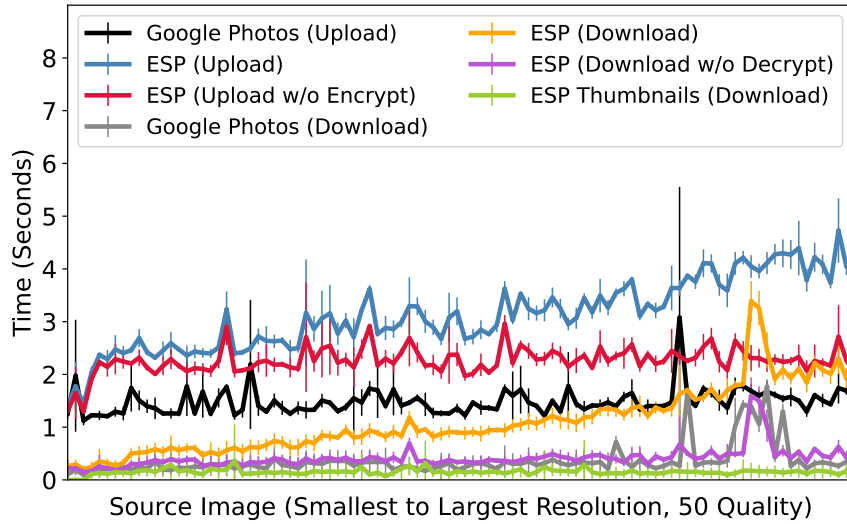 Google Photos (Upload)
ESP (Upload)
ESP (Upload w/o Encrypt)
Google Photos (Download)
ESP (Download)
ESP (Download w/o Decrypt)
ESP Thumbnails (Download)
Time (Seconds)
8
7
6
5
4
3
2
1
0
Source Image (Smallest to Largest Resolution, 50 Quality)